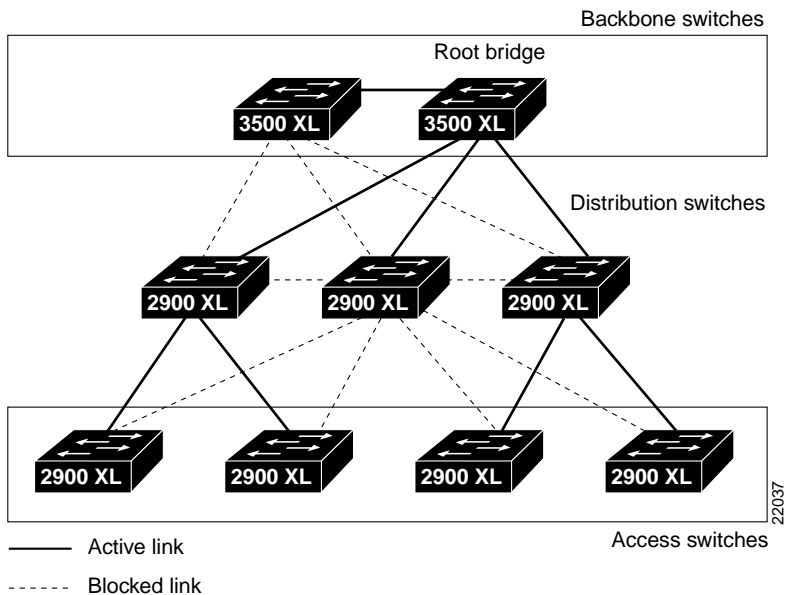 Backbone switches
Root bridge
3500 XL
3500 XL
Distribution switches
2900 XL
2900 XL
2900 XL
2900 XL
2900 XL
2900 XL
2900 XL
22037
Access switches
Active link
Blocked link